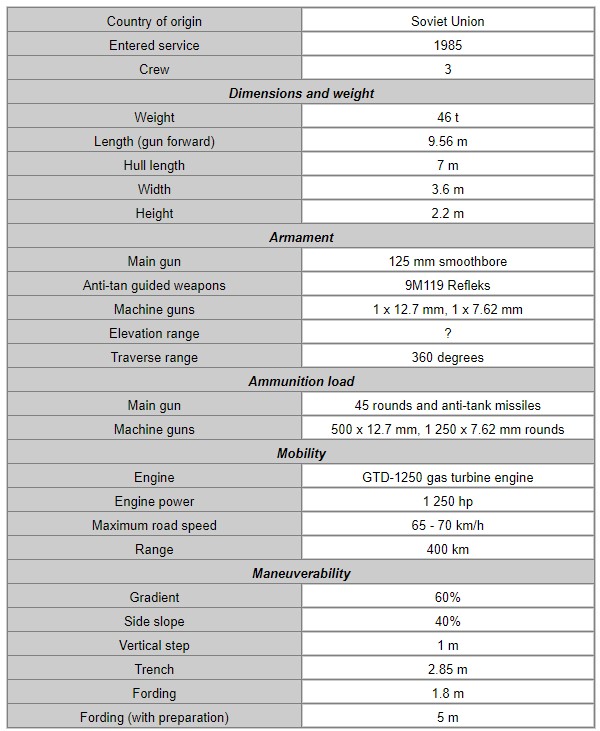 Country of origin Soviet Union
Entered service 1985
Crew 3
Dimensions and weight
Weight 46 t
Length (gun forward) 9.56 m
Hull length 7 m
Width 3.6 m
Height 2.2 m
Armament
Main gun 125 mm smoothbore
Anti-tan guided weapons 9M119 Refleks
Machine guns 1 x 12.7 mm, 1 x 7.62 mm
Elevation range ?
Traverse range 360 degrees
Ammunition load
Main gun 45 rounds and anti-tank missiles
Machine guns 500 x 12.7 mm, 1 250 x 7.62 mm rounds
Mobility
Engine GTD-1250 gas turbine engine
Engine power 1 250 hp
Maximum road speed 65 - 70 km/h
Range 400 km
Maneuverability
Gradient 60%
Side slope 40%
Vertical step 1 m
Trench 2.85 m
Fording 1.8 m
Fording (with preparation) 5 m